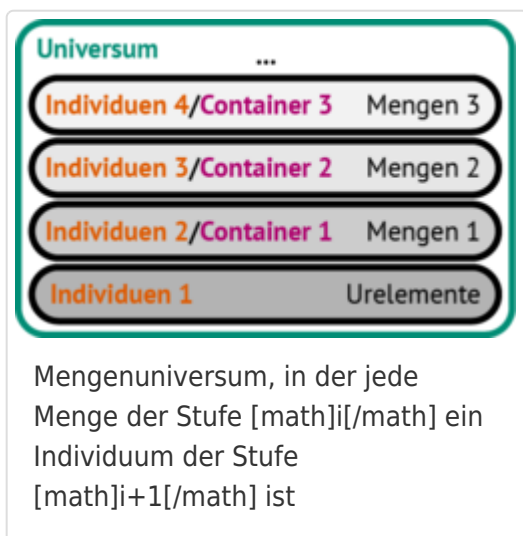 Universum
...
Individuen 4/Container 3 Mengen 3
Individuen 3/Container 2 Mengen 2
Individuen 2/Container 1 Mengen 1
Individuen 1 Urelemente
Mengenuniversum, in der jede
Menge der Stufe [math]i[/math] ein
Individuum der Stufe
[math]i+1[/math] ist